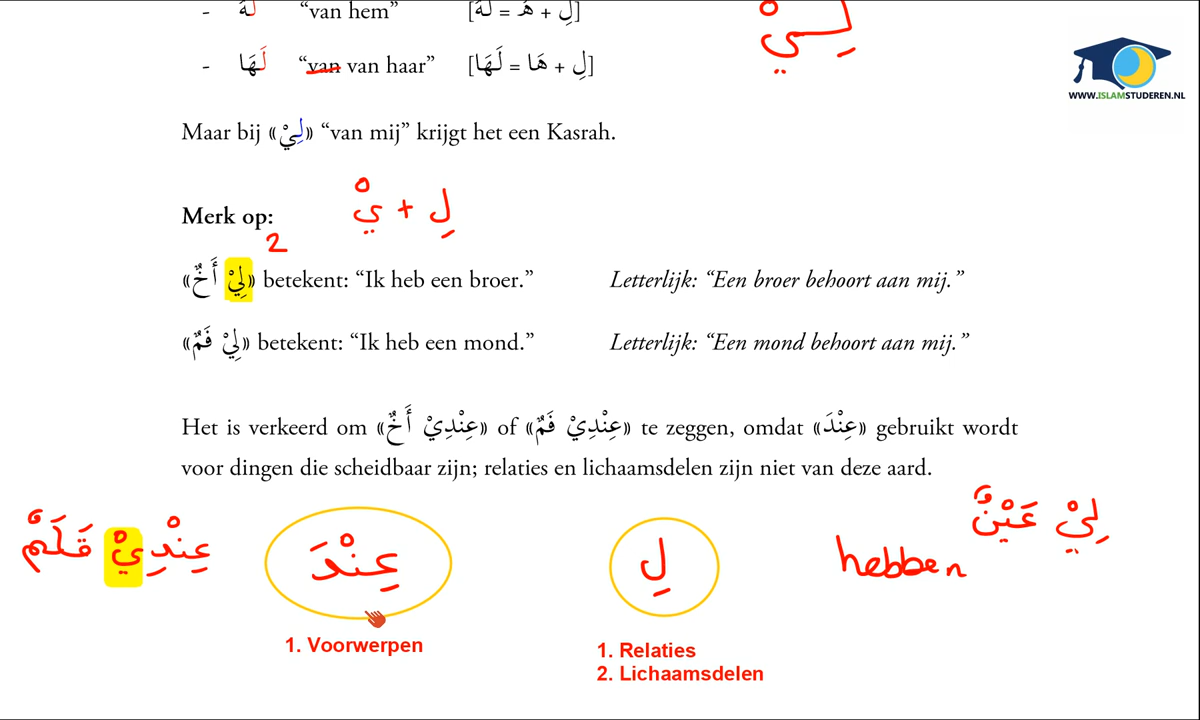 - لَهُ “van hem” [لِ + هُ = لَهُ]
- لَهَا “van van haar” [لِ + هَا = لَهَا]
لِيْ
WWW.ISLAMSTUDEREN.NL
Maar bij «لِيْ» “van mij” krijgt het een Kasrah.
Merk op: لِ + يْ
2
«لِيْ أَخٌ» betekent: “Ik heb een broer.” Letterlijk: “Een broer behoort aan mij.”
«لِيْ فَمٌ» betekent: “Ik heb een mond.” Letterlijk: “Een mond behoort aan mij.”
Het is verkeerd om «عِنْدِيْ أَخٌ» of «عِنْدِيْ فَمٌ» te zeggen, omdat «عِنْدَ» gebruikt wordt
voor dingen die scheidbaar zijn; relaties en lichaamsdelen zijn niet van deze aard.
عِنْدِيْ قَلَمٌ
عِنْدَ
لِ
hebben
لِيْ عَيْنٌ
1. Voorwerpen
1. Relaties
2. Lichaamsdelen